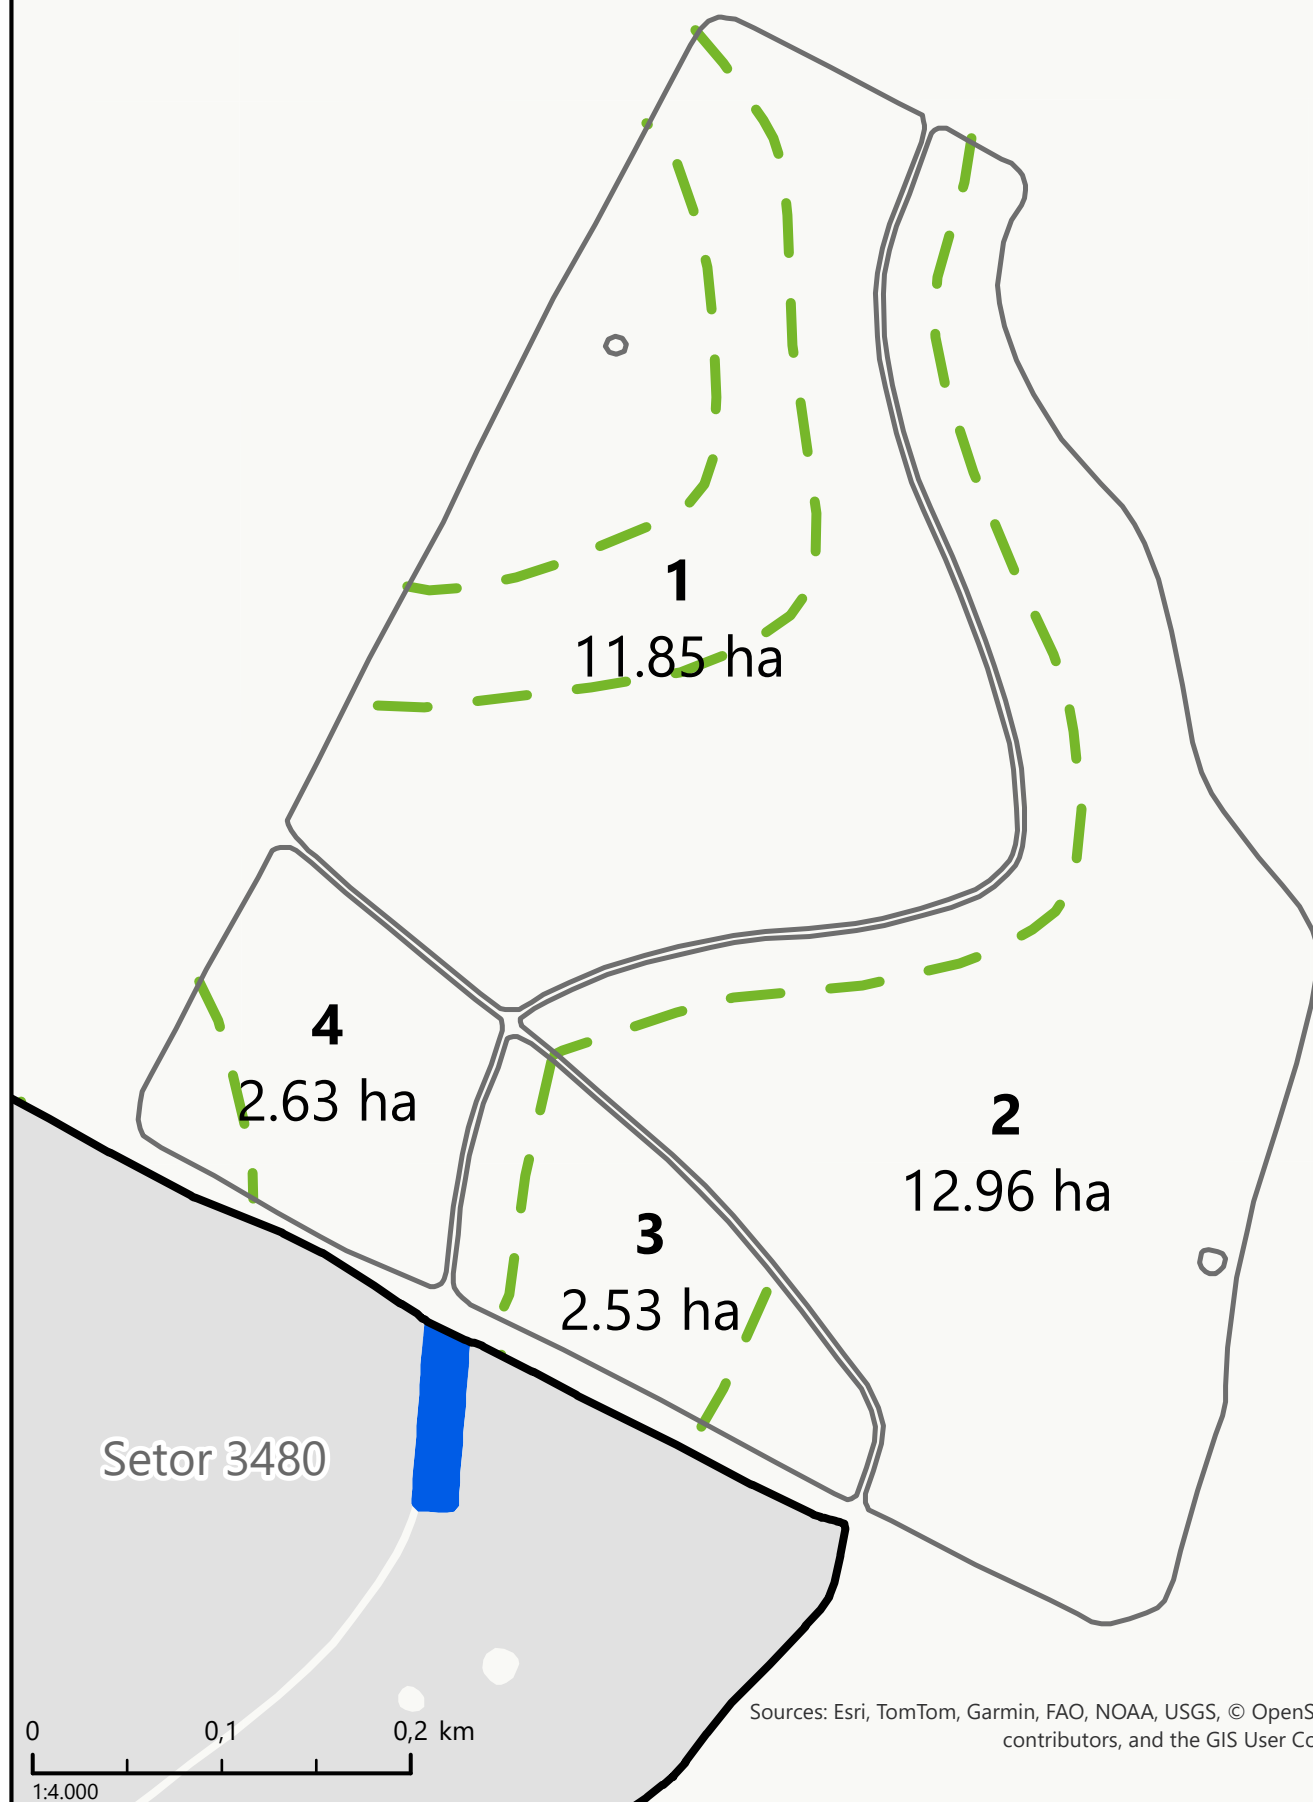 1
11.85 ha
4
2.63 ha
2
12.96 ha
3
2.53 ha
Setor 3480
Sources: Esri, TomTom, Garmin, FAO, NOAA, USGS, ©
contributors, and the GIS User
0 0,1 0,2 km
1:4.000